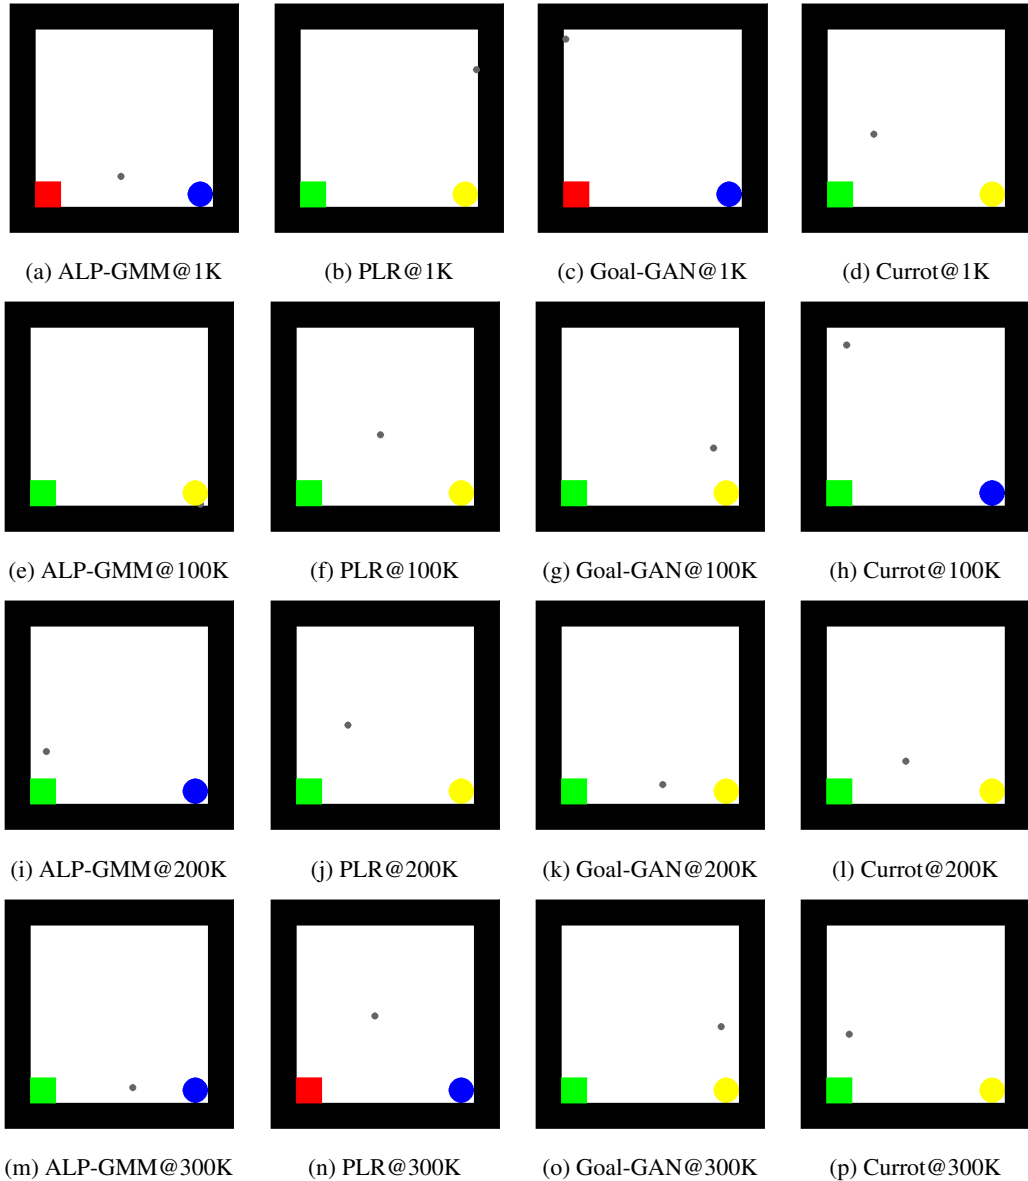 (a) ALP-GMM@1K
(b) PLR@1K
(c) Goal-GAN@1K
(d) Currot@1K
(e) ALP-GMM@100K
(f) PLR@100K
(g) Goal-GAN@100K
(h) Currot@100K
(i) ALP-GMM@200K
(j) PLR@200K
(k) Goal-GAN@200K
(l) Currot@200K
(m) ALP-GMM@300K
(n) PLR@300K
(o) Goal-GAN@300K
(p) Currot@300K